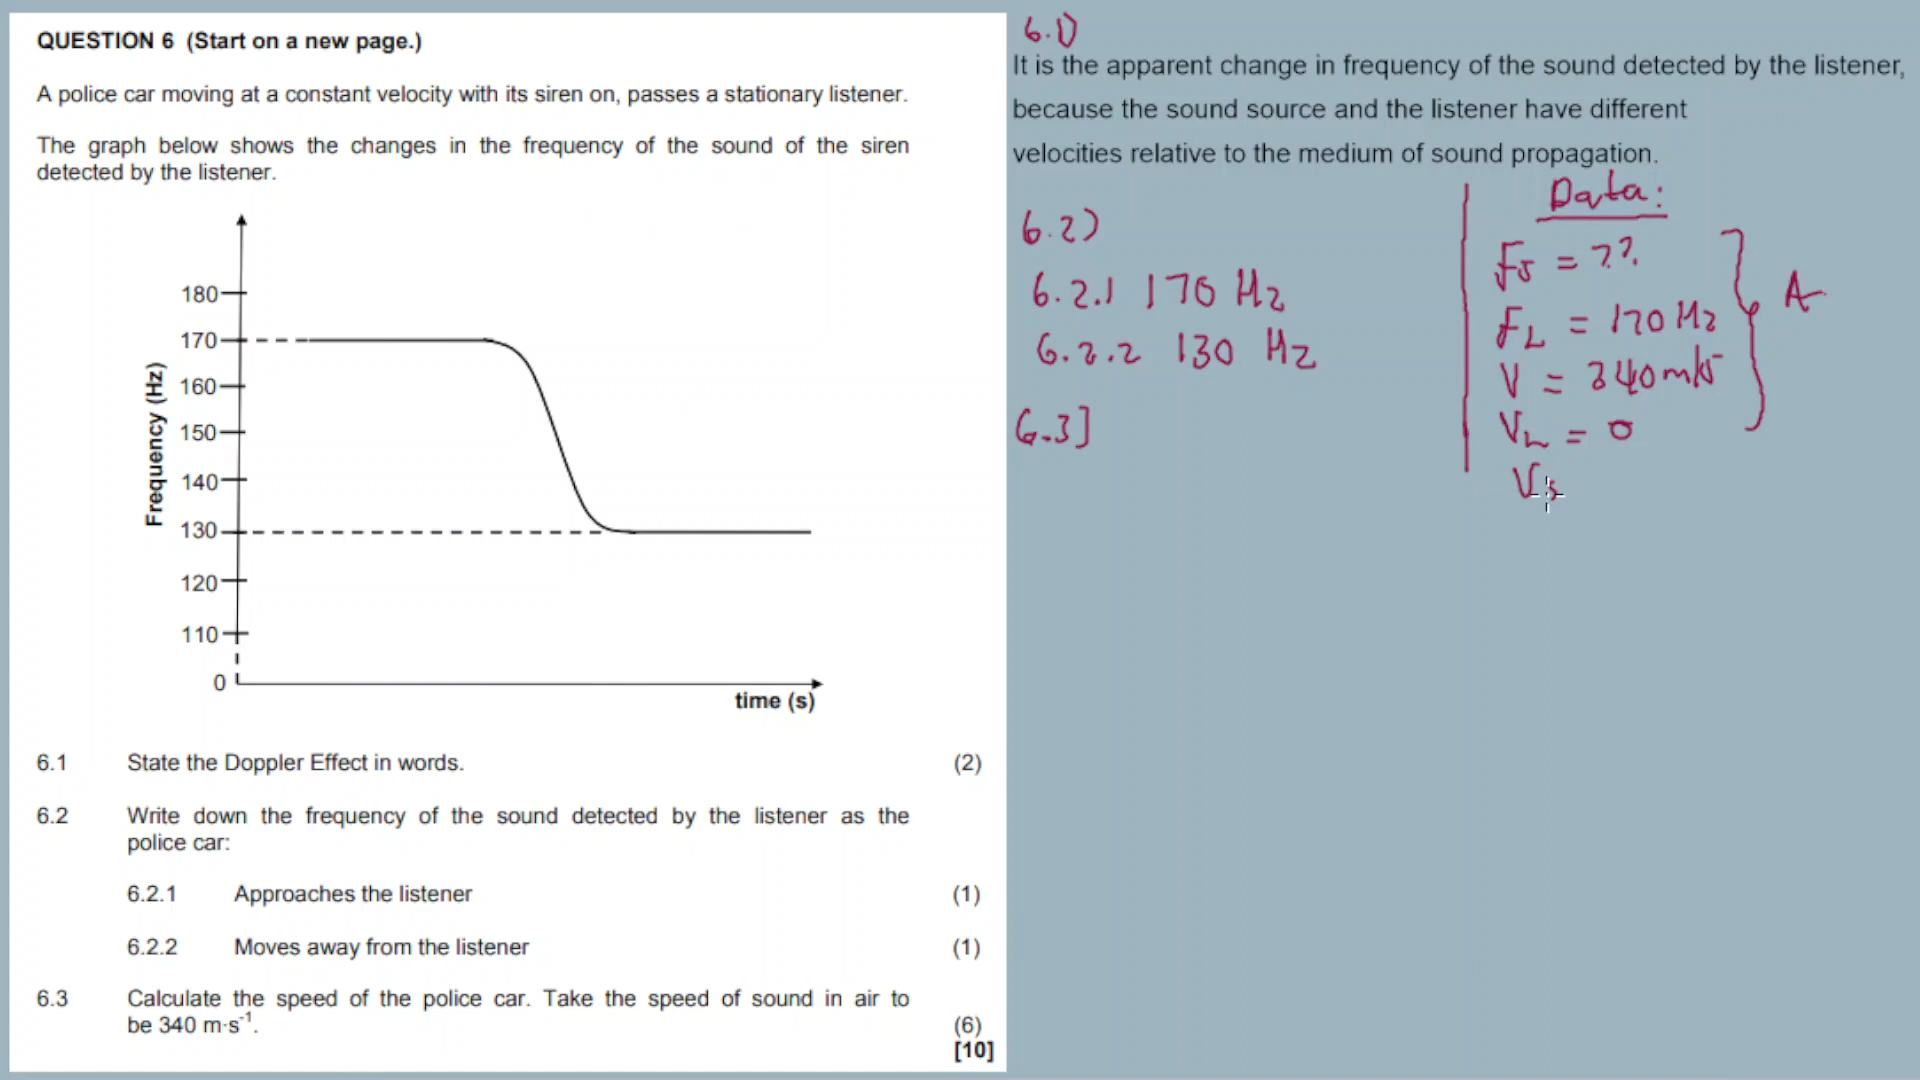 QUESTION 6 (Start on a new page.)
A police car moving at a constant velocity with its siren on, passes a stationary listener.
The graph below shows the changes in the frequency of the sound of the siren
detected by the listener.
180
170
160
150
140
130
120
110
0
Frequency (Hz)
time (s)
6.1 State the Doppler Effect in words. (2)
6.2 Write down the frequency of the sound detected by the listener as the
police car:
6.2.1 Approaches the listener (1)
6.2.2 Moves away from the listener (1)
6.3 Calculate the speed of the police car. Take the speed of sound in air to
be 340 m·s⁻¹. (6)
[10]
6.1)
It is the apparent change in frequency of the sound detected by the listener,
because the sound source and the listener have different
velocities relative to the medium of sound propagation.
6.2)
6.2.1 170 Hz
6.2.2 130 Hz
6.3]
Data:
Fs = ??
FL = 170 Hz
V = 340 m/s
VL = 0
Vs
A